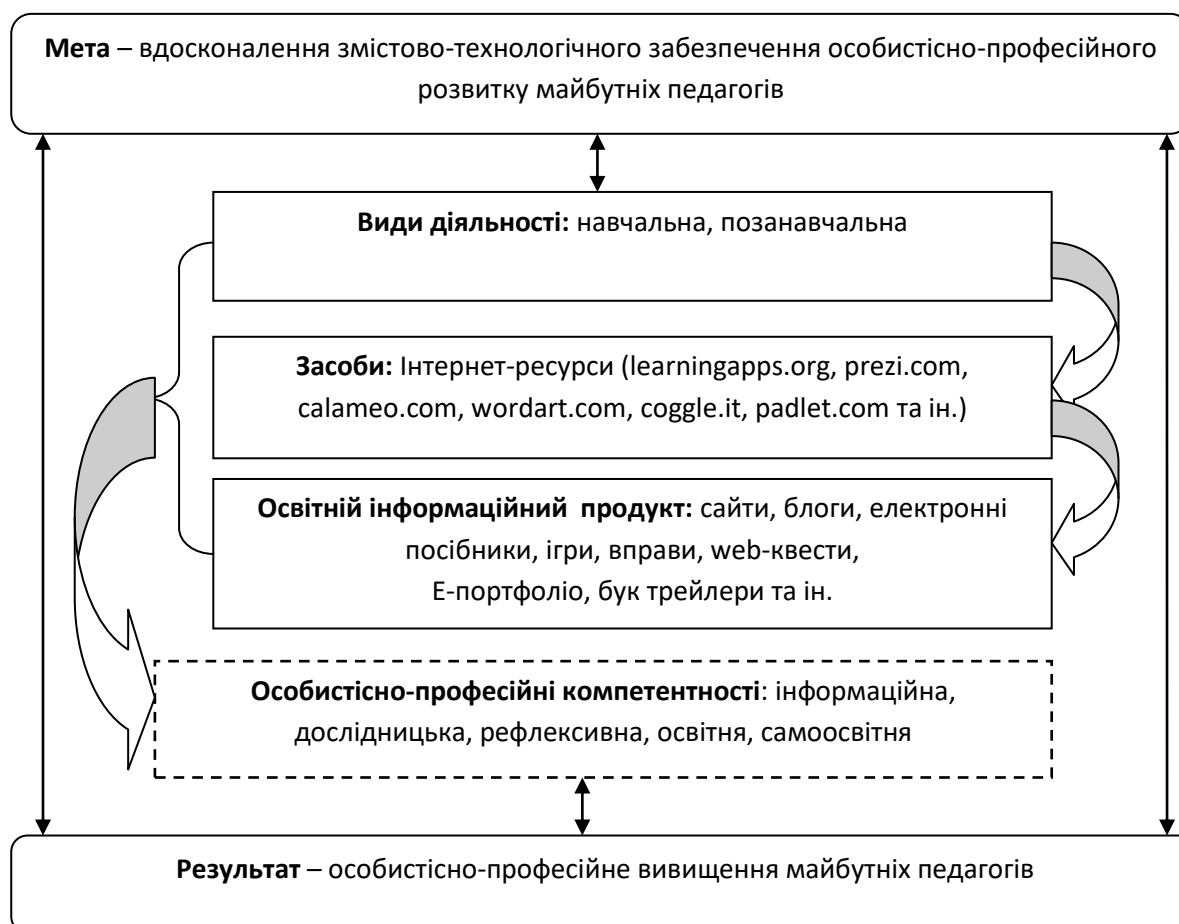 Мета – вдосконалення змістово-технологічного забезпечення особистісно-професійного
розвитку майбутніх педагогів
Види діяльності: навчальна, позанавчальна
Засоби: Інтернет-ресурси (learningapps.org, prezi.com,
calameo.com, wordart.com, coggle.it, padlet.com та ін.)
Освітній інформаційний продукт: сайти, блоги, електронні
посібники, ігри, вправи, web-квести,
Е-портфоліо, бук трейлери та ін.
Особистісно-професійні компетентності: інформаційна,
дослідницька, рефлексивна, освітня, самоосвітня
Результат – особистісно-професійне вивищення майбутніх педагогів